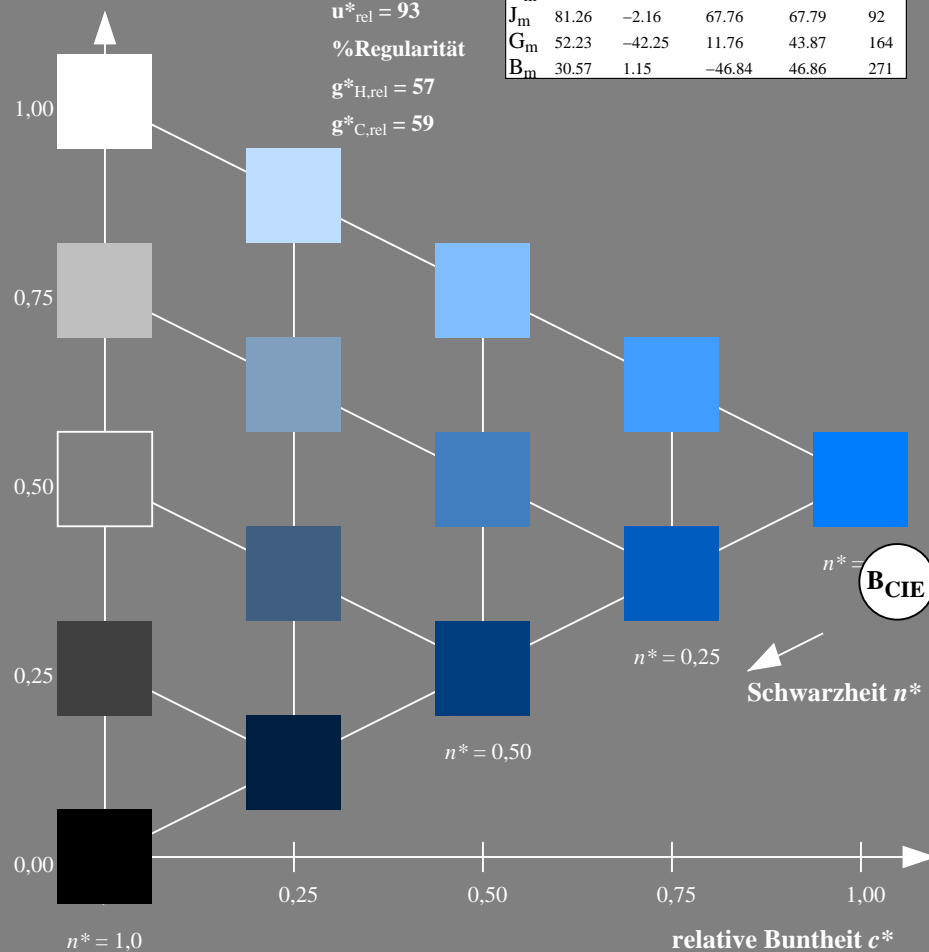 u*rel = 93
%Regularität
g*H,rel = 57
g*C,rel = 59
Jm 81.26 −2.16 67.76 67.79 92
Gm 52.23 −42.25 11.76 43.87 164
Bm 30.57 1.15 −46.84 46.86 271
1,00
0,75
0,50
0,25
0,00
n* =
BCIE
n* = 0,25
Schwarzheit n*
n* = 0,50
0,25 0,50 0,75 1,00
n* = 1,0
relative Buntheit c*